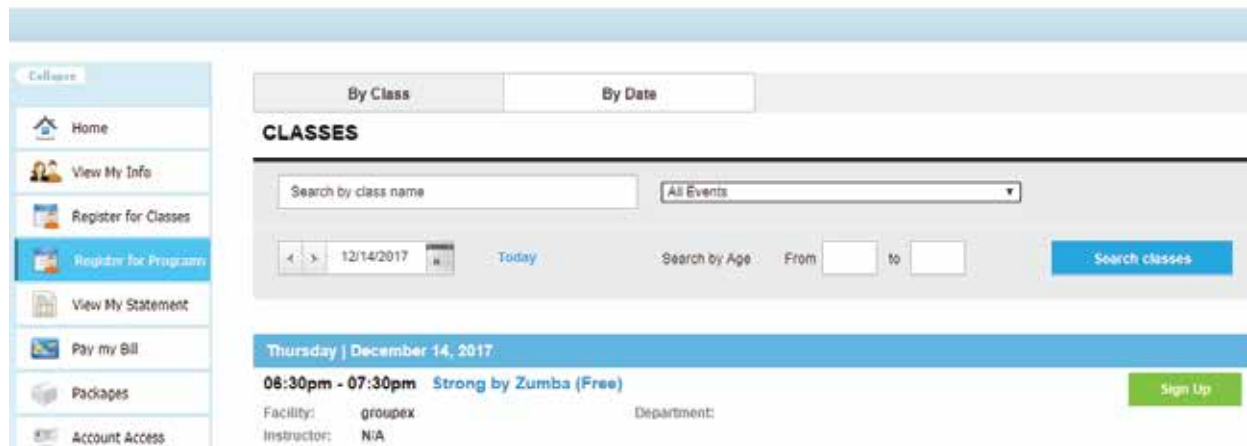 Collapse
Home
View My Info
Register for Classes
Register for Programs
View My Statement
Pay my Bill
Packages
Account Access
By Class By Date
CLASSES
Search by class name All Events
12/14/2017 Today Search by Age From to Search classes
Thursday | December 14, 2017
06:30pm - 07:30pm Strong by Zumba (Free) Sign Up
Facility: groupex Department:
Instructor: N/A